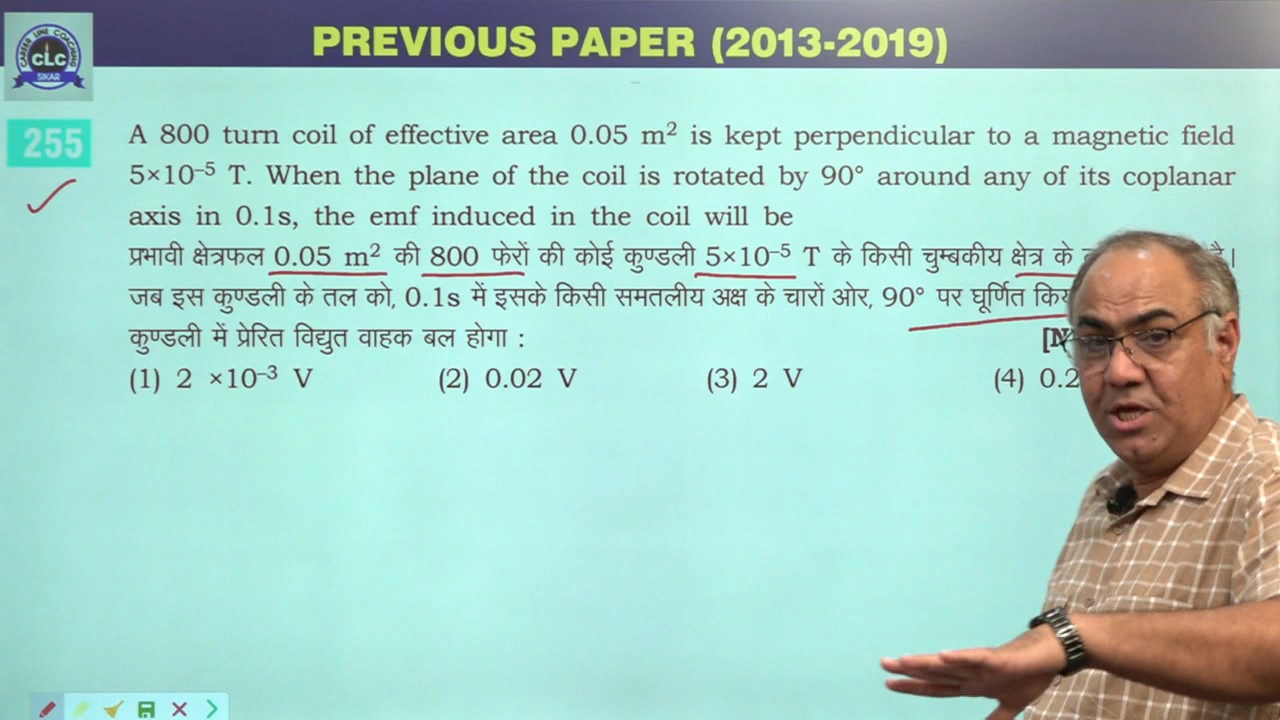 PREVIOUS PAPER (2013-2019)
CAREER LINE COACHING
CLC
SIKAR
255
A 800 turn coil of effective area 0.05 m² is kept perpendicular to a magnetic field
5×10⁻⁵ T. When the plane of the coil is rotated by 90° around any of its coplanar
axis in 0.1s, the emf induced in the coil will be
प्रभावी क्षेत्रफल 0.05 m² की 800 फेरों की कोई कुण्डली 5×10⁻⁵ T के किसी चुम्बकीय क्षेत्र के है।
जब इस कुण्डली के तल को, 0.1s में इसके किसी समतलीय अक्ष के चारों ओर, 90° पर घूर्णित
कुण्डली में प्रेरित विद्युत वाहक बल होगा :
(1) 2 ×10⁻³ V (2) 0.02 V (3) 2 V (4) 0.2